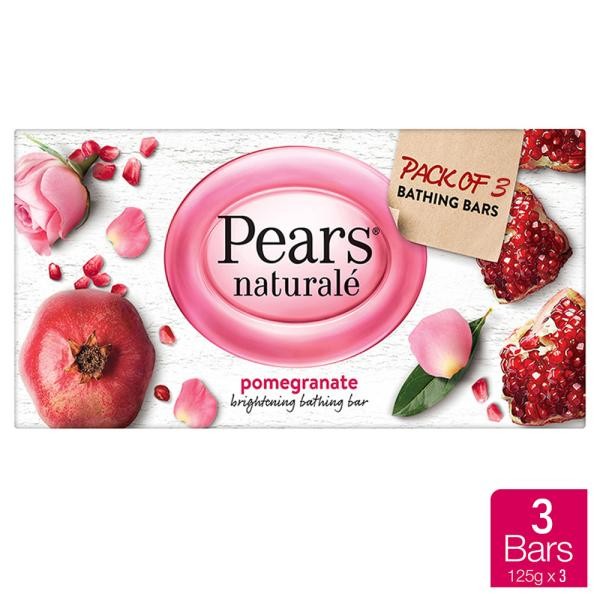 PACK OF 3
BATHING BARS
Pears®
naturalé
pomegranate
brightening bathing bar
3
Bars
125g x 3